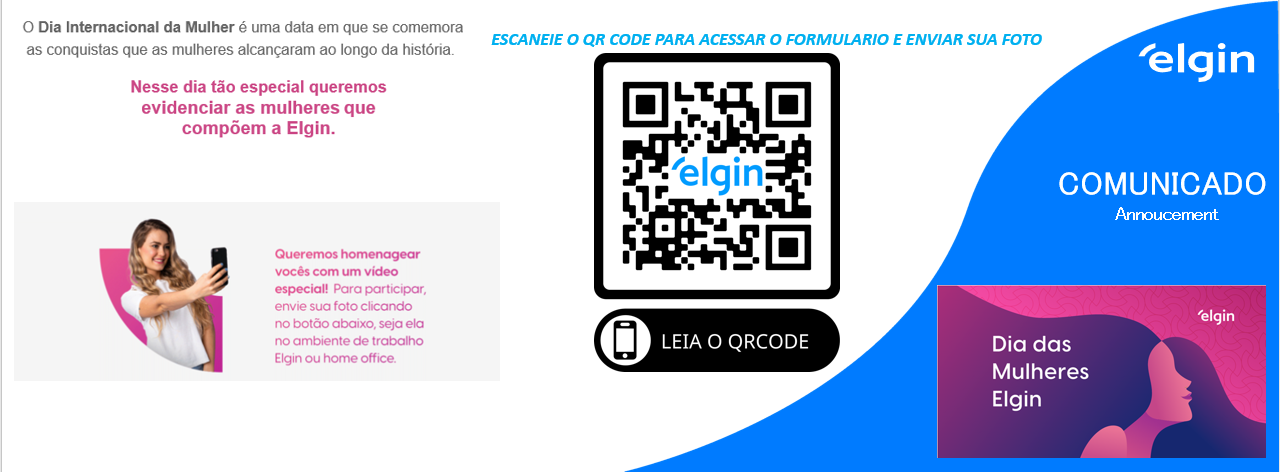 O Dia Internacional da Mulher é uma data em que se comemora
as conquistas que as mulheres alcançaram ao longo da história.
Nesse dia tão especial queremos
evidenciar as mulheres que
compõem a Elgin.
Queremos homenagear
vocês com um vídeo
especial! Para participar,
envie sua foto clicando
no botão abaixo, seja ela
no ambiente de trabalho
Elgin ou home office.
ESCANEIE O QR CODE PARA ACESSAR O FORMULARIO E ENVIAR SUA FOTO
elgin
LEIA O QRCODE
elgin
COMUNICADO
Annoucement
elgin
Dia das
Mulheres
Elgin